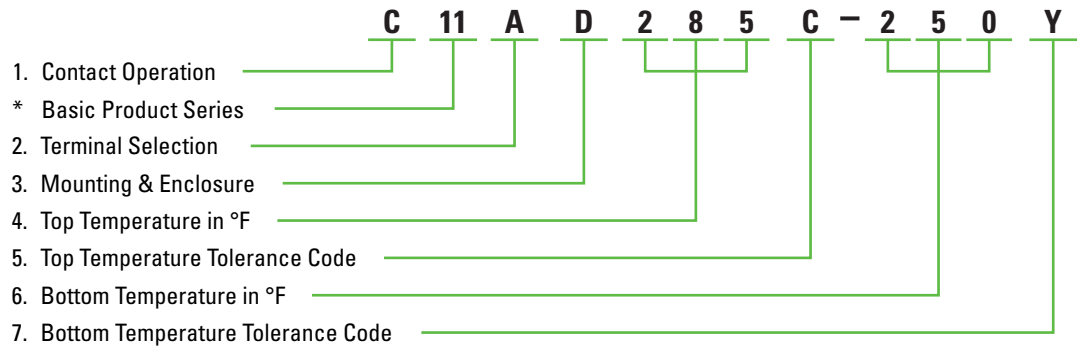 C 11 A D 2 8 5 C – 2 5 0 Y
1. Contact Operation
* Basic Product Series
2. Terminal Selection
3. Mounting & Enclosure
4. Top Temperature in °F
5. Top Temperature Tolerance Code
6. Bottom Temperature in °F
7. Bottom Temperature Tolerance Code